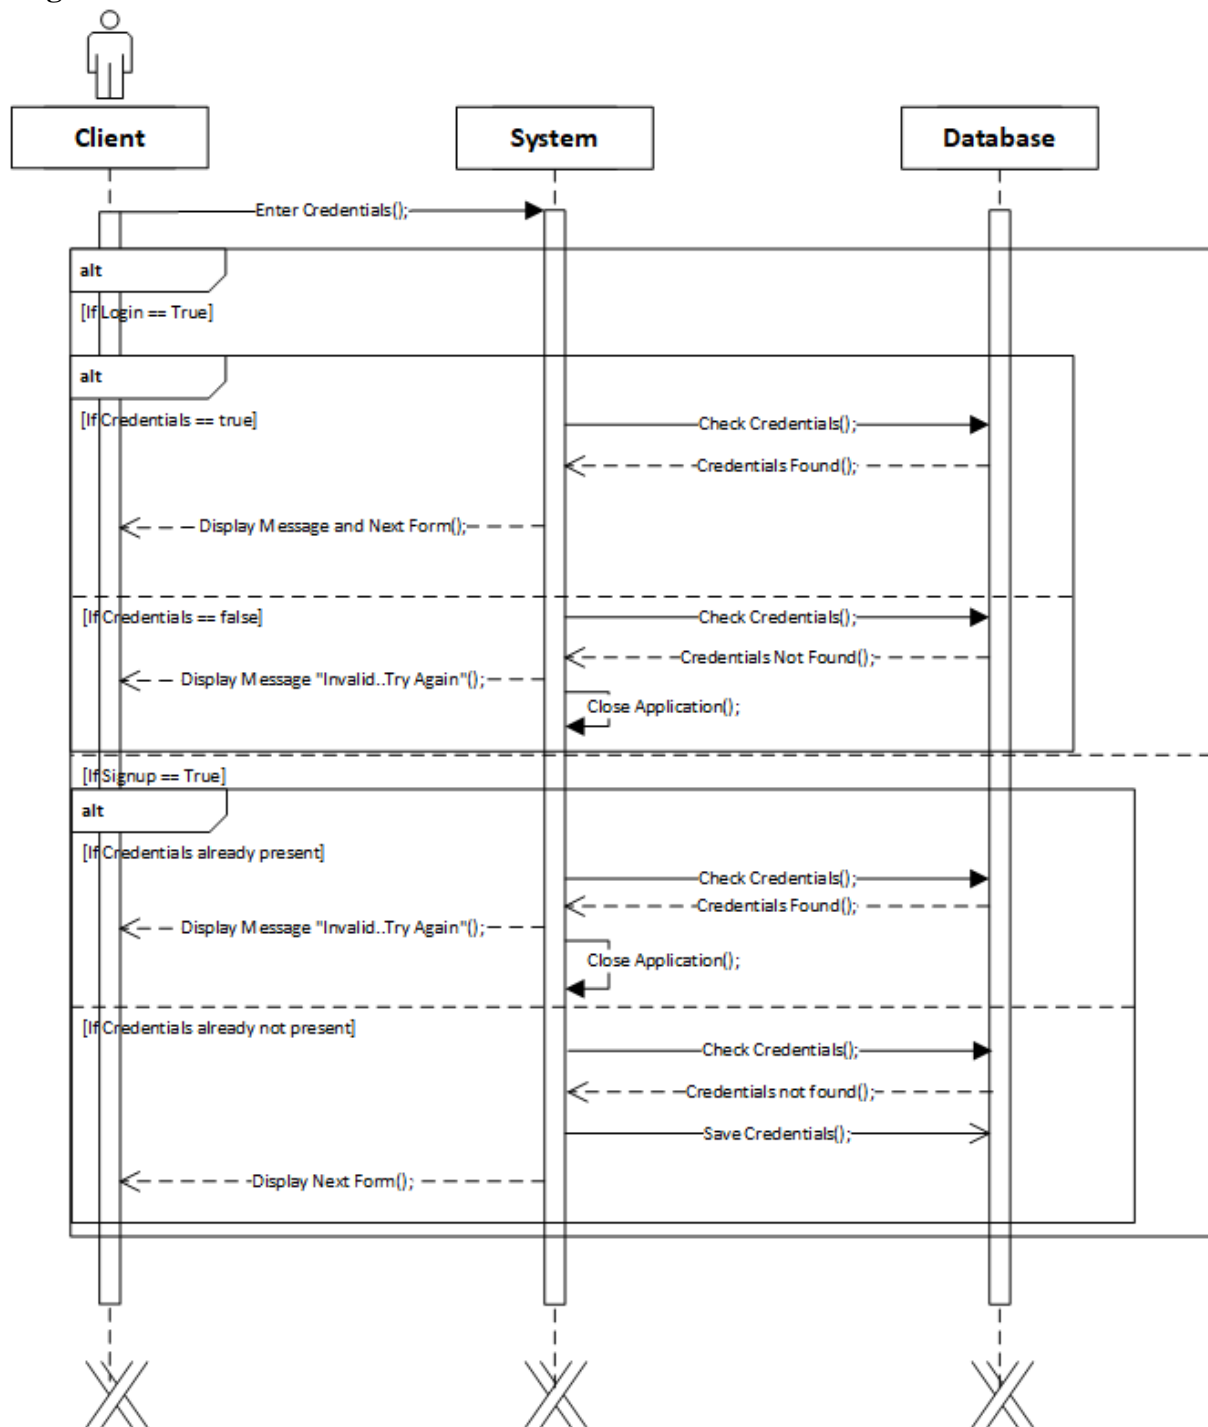 Client
System
Database
Enter Credentials();
alt
[If Login == True]
alt
[If Credentials == true]
Check Credentials();
Credentials Found();
Display Message and Next Form();
[If Credentials == false]
Check Credentials();
Credentials Not Found();
Display Message "Invalid..Try Again"();
Close Application();
[If Signup == True]
alt
[If Credentials already present]
Check Credentials();
Credentials Found();
Display Message "Invalid..Try Again"();
Close Application();
[If Credentials already not present]
Check Credentials();
Credentials not found();
Save Credentials();
Display Next Form();